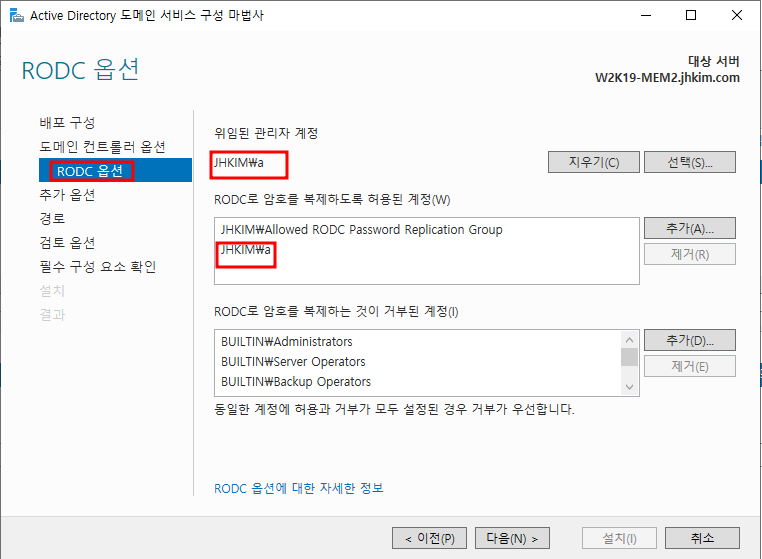 Active Directory 도메인 서비스 구성 마법사
RODC 옵션
대상 서버
W2K19-MEM2.jhkim.com
배포 구성
도메인 컨트롤러 옵션
RODC 옵션
추가 옵션
경로
검토 옵션
필수 구성 요소 확인
설치
결과
위임된 관리자 계정
JHKIM₩a
지우기(C)
선택(S)...
RODC로 암호를 복제하도록 허용된 계정(W)
JHKIM₩Allowed RODC Password Replication Group
JHKIM₩a
추가(A)...
제거(R)
RODC로 암호를 복제하는 것이 거부된 계정(I)
BUILTIN₩Administrators
BUILTIN₩Server Operators
BUILTIN₩Backup Operators
추가(D)...
제거(E)
동일한 계정에 허용과 거부가 모두 설정된 경우 거부가 우선합니다.
RODC 옵션에 대한 자세한 정보
< 이전(P)
다음(N) >
설치(I)
취소